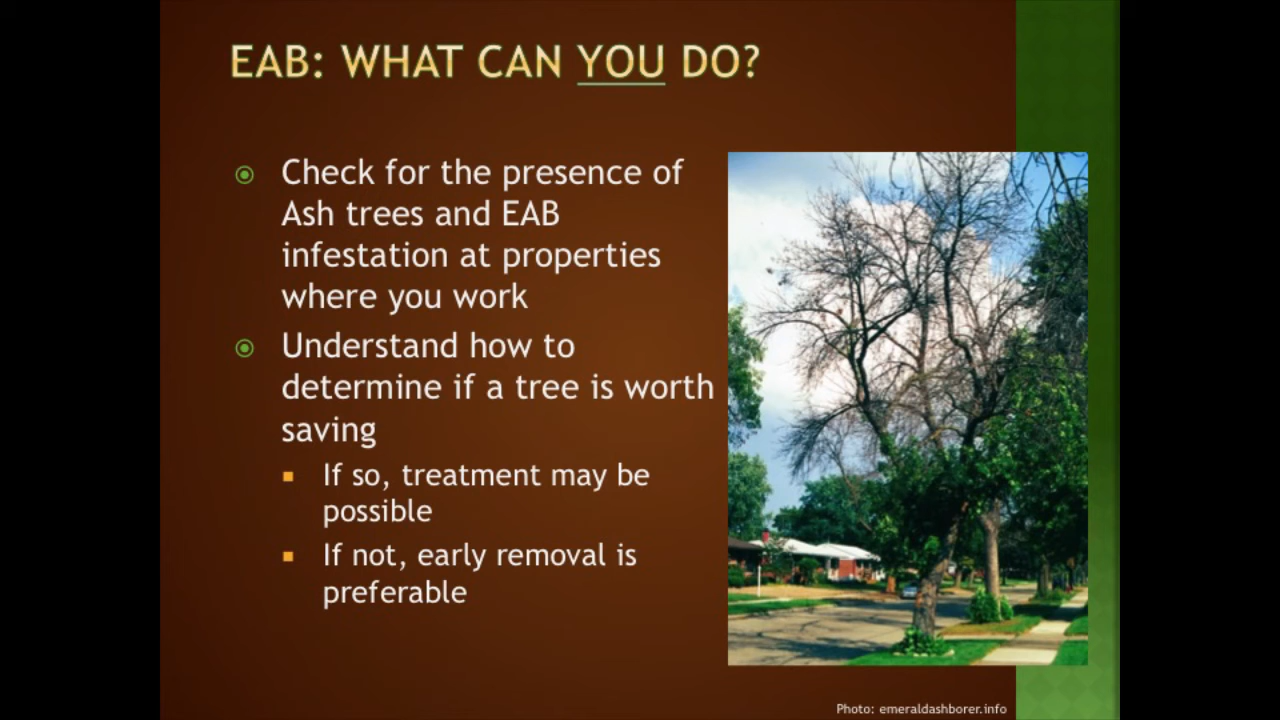 EAB: WHAT CAN YOU DO?
Check for the presence of
Ash trees and EAB
infestation at properties
where you work
Understand how to
determine if a tree is worth
saving
If so, treatment may be
possible
If not, early removal is
preferable
Photo: emeraldashborer.info